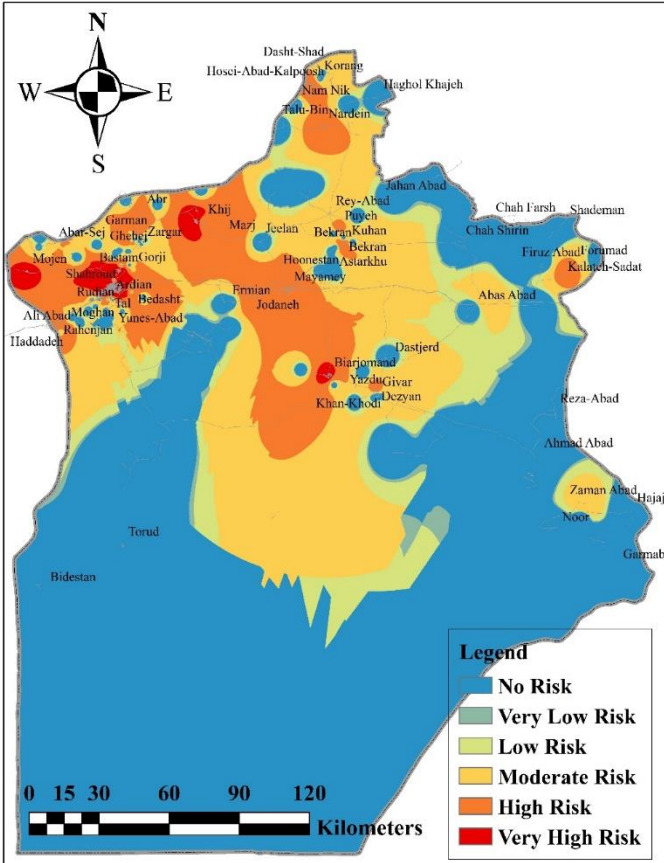 N
W E
S
Dasht-Shad
Korang
Hosei-Abad-Kalpoosh
Haghol Khajeh
Nam Nik
Talu-Bin
Nardein
Jahan Abad
Abr
Khij
Rey-Abad
Chah Farsh
Shademan
Garman
Mazj
Puyeh
Chah Shirin
Abar-Sej
Ghehej
Zargar
Jeelan
Bekran
Kuhan
Firuz Abad
Forumad
Mojen
Bastam
Gorji
Bekran
Hoonestan
Asturkhu
Kalateh-Sadat
Shahroud
Mayamey
Rudian
Ardian
Ermian
Abas Abad
Tal
Bedasht
Jodaneh
Ali Abad
Moghan
Yunes-Abad
Rahenjan
Haddadeh
Dastjerd
Biarjomand
Yazdu
Givar
Dezyan
Reza-Abad
Khan-Khodi
Ahmad Abad
Zaman Abad
Hajaj
Noor
Torud
Garmab
Bidestan
Legend
No Risk
Very Low Risk
Low Risk
Moderate Risk
High Risk
Very High Risk
0 15 30 60 90 120
Kilometers